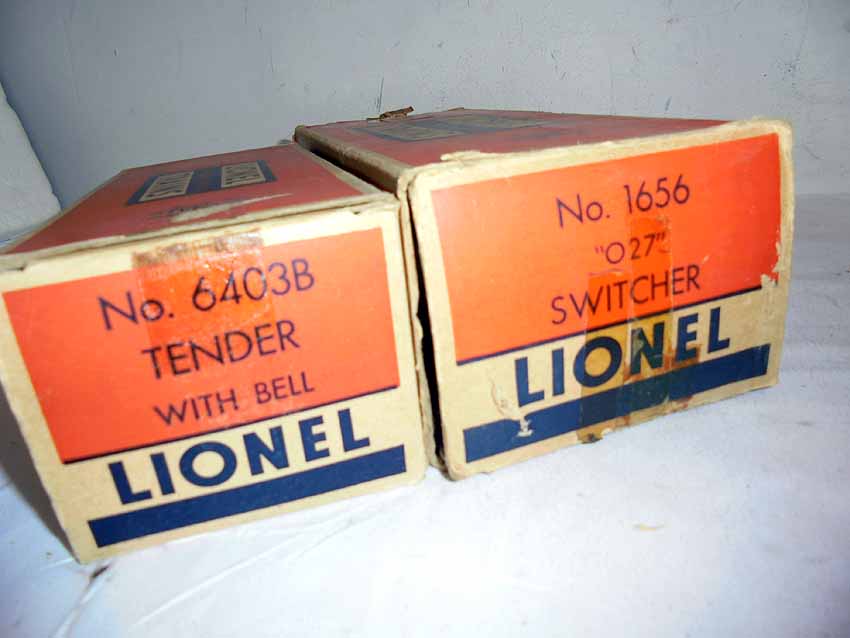 No. 6403B
TENDER
WITH BELL
LIONEL
No. 1656
"O27"
SWITCHER
LIONEL